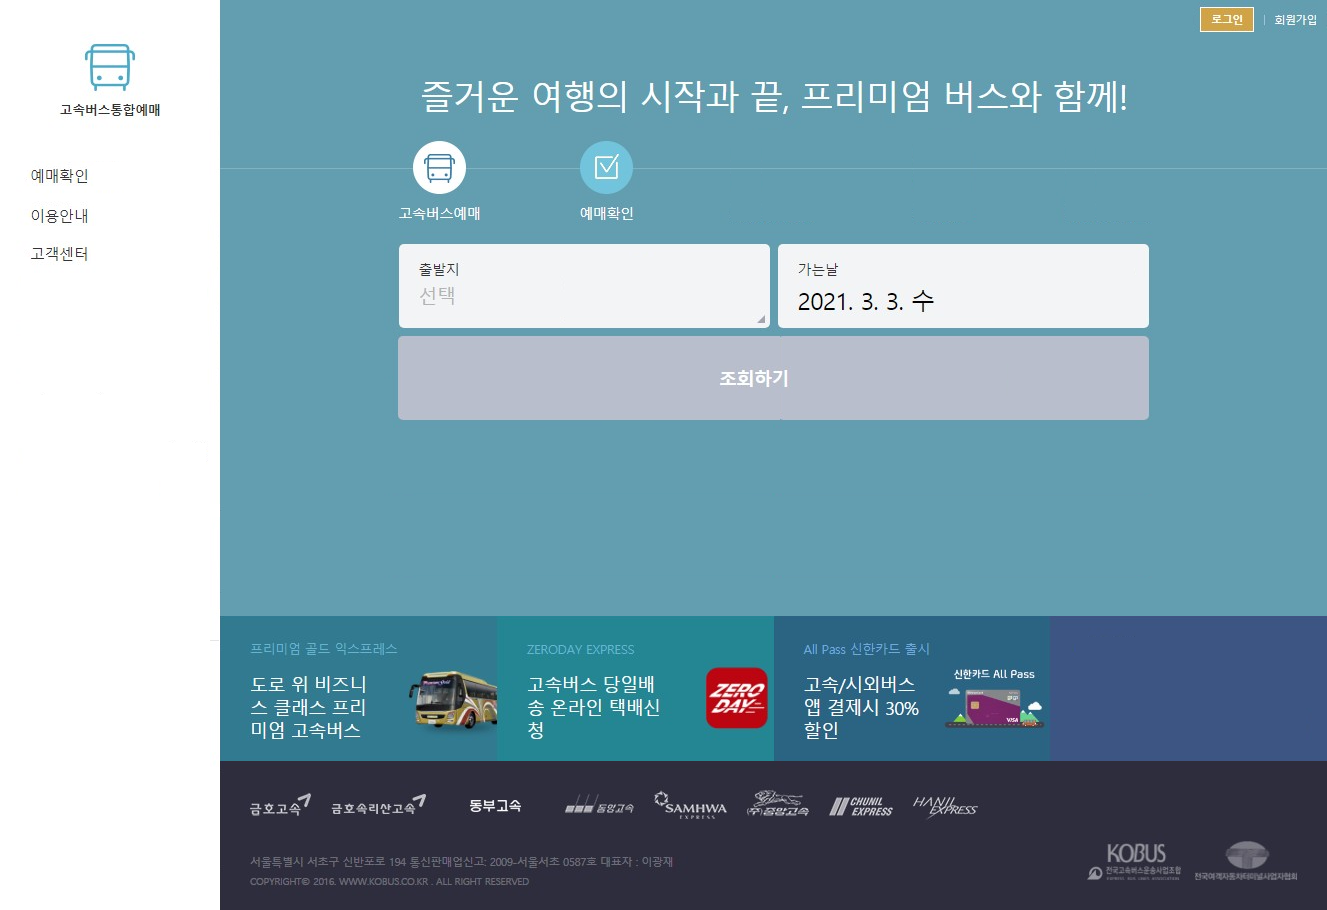 로그인
회원가입
고속버스통합예매
예매확인
이용안내
고객센터
즐거운 여행의 시작과 끝, 프리미엄 버스와 함께!
고속버스예매
예매확인
출발지
선택
가는날
2021. 3. 3. 수
조회하기
프리미엄 골드 익스프레스
도로 위 비즈니
스 클래스 프리
미엄 고속버스
ZERODAY EXPRESS
고속버스 당일배
송 온라인 택배신
청
ZERO
DAY
All Pass 신한카드 출시
고속/시외버스
앱 결제시 30%
할인
신한카드 All Pass
VISA
금호고속
금호속리산고속
동부고속
동양고속
SAMHWA
EXPRESS
(주)중앙고속
CHUNIL
EXPRESS
HANIL
EXPRESS
서울특별시 서초구 신반포로 194 통신판매업신고: 2009-서울서초 0587호 대표자 : 이광재
COPYRIGHT© 2016. WWW.KOBUS.CO.KR . ALL RIGHT RESERVED
KOBUS
전국고속버스운송사업조합
전국여객자동차터미널사업자협회